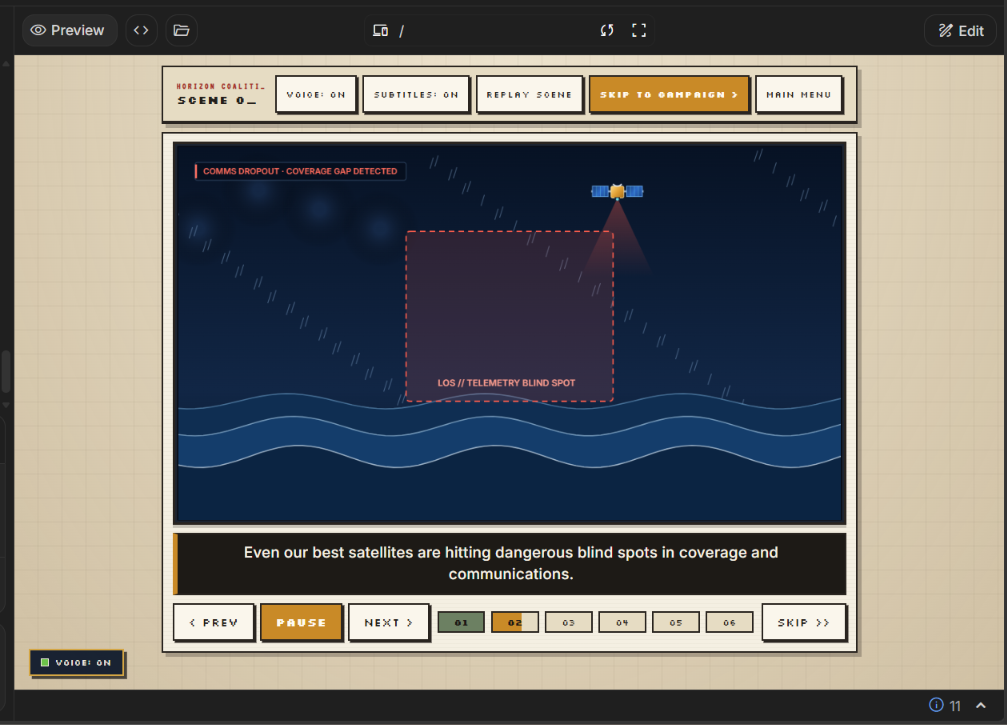 Preview
/
Edit
HORIZON COALITI…
SCENE 0…
VOICE: ON
SUBTITLES: ON
REPLAY SCENE
SKIP TO CAMPAIGN >
MAIN MENU
COMMS DROPOUT · COVERAGE GAP DETECTED
LOS // TELEMETRY BLIND SPOT
Even our best satellites are hitting dangerous blind spots in coverage and
communications.
< PREV
PAUSE
NEXT >
01
02
03
04
05
06
SKIP >>
VOICE: ON
11